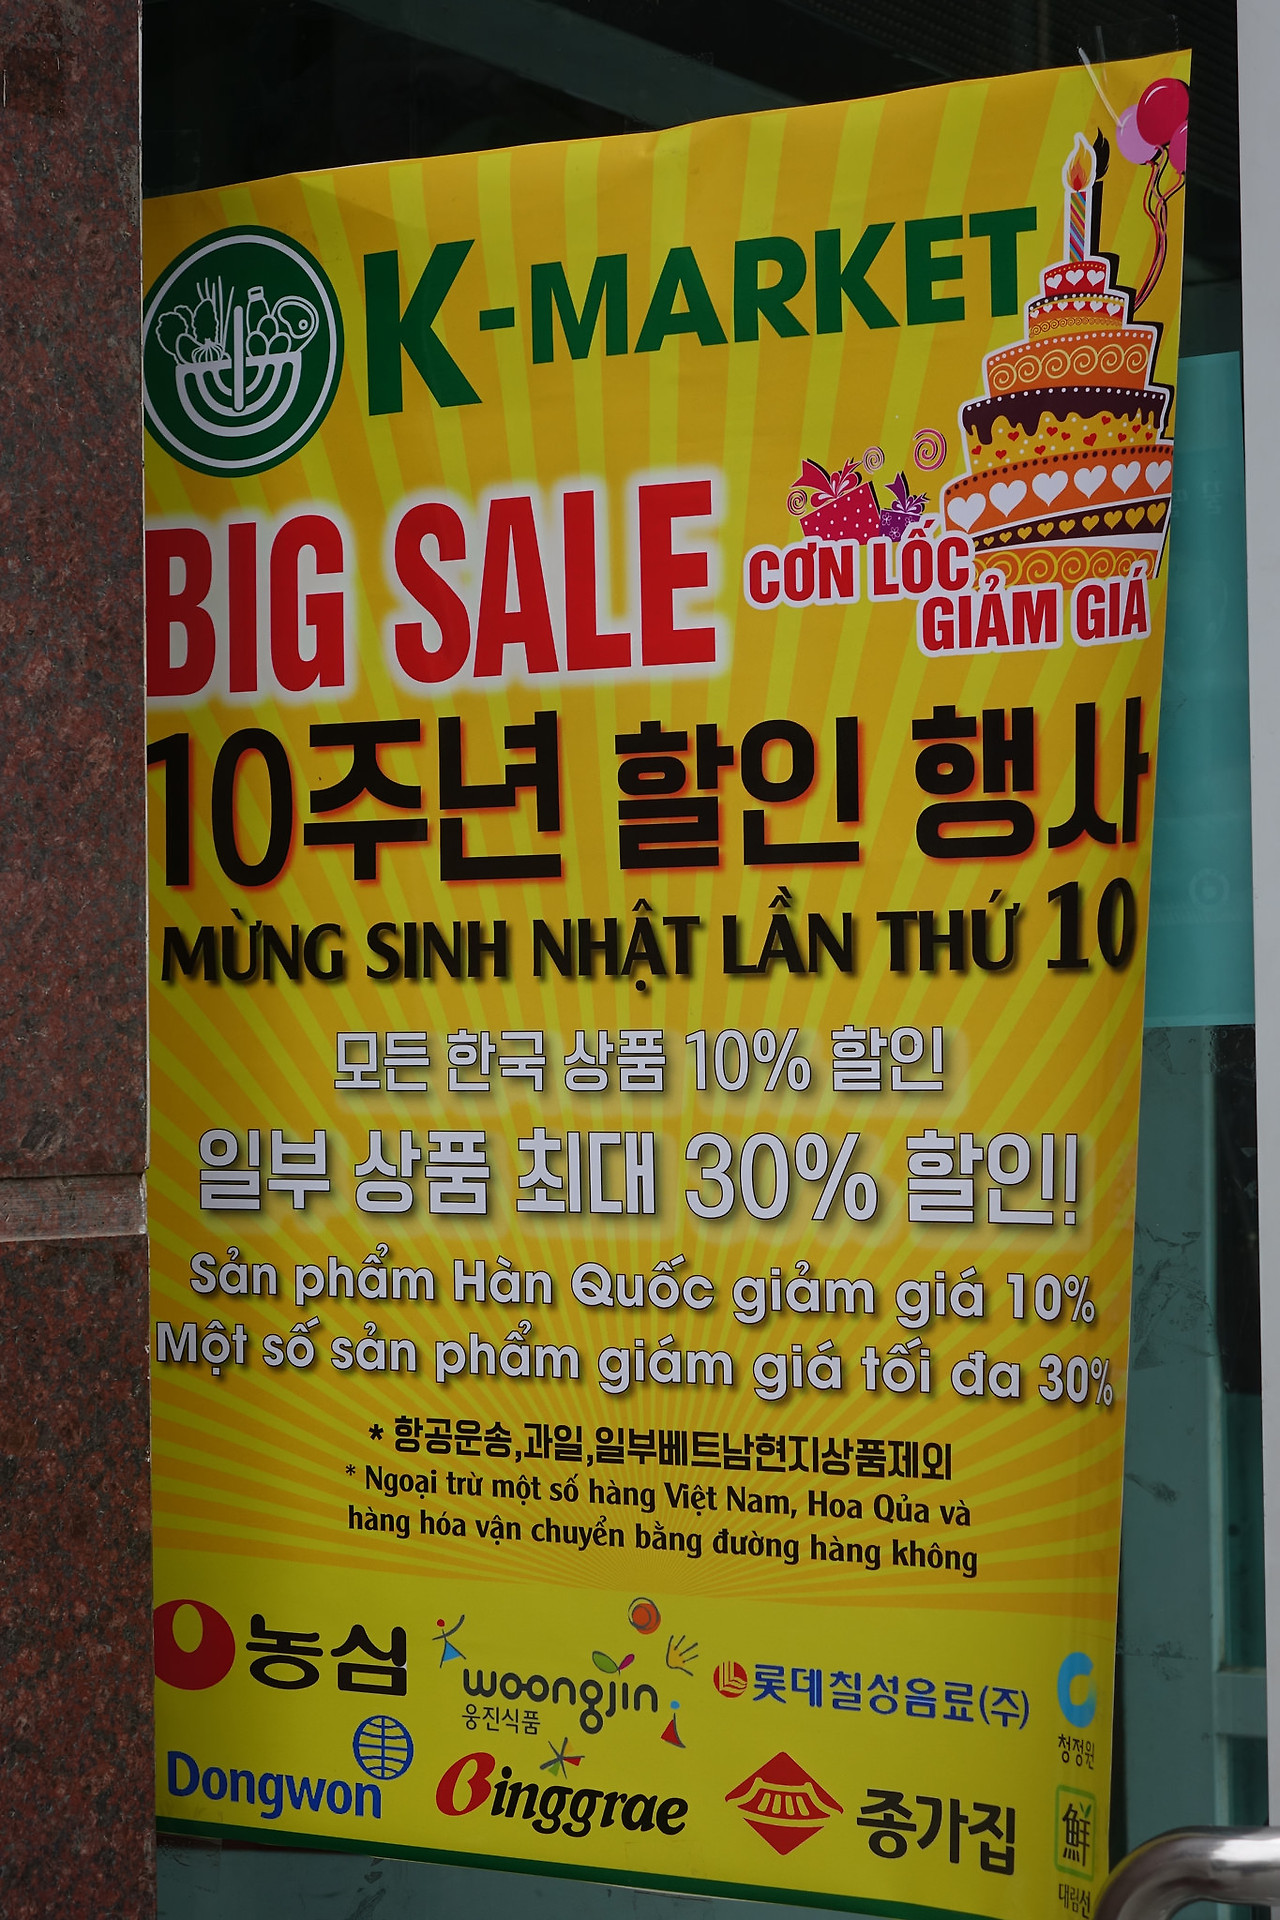 K-MARKET
BIG SALE
CƠN LỐC
GIẢM GIÁ
10주년 할인 행사
MỪNG SINH NHẬT LẦN THỨ 10
모든 한국 상품 10% 할인
일부 상품 최대 30% 할인!
Sản phẩm Hàn Quốc giảm giá 10%
Một số sản phẩm giám giá tối đa 30%
* 항공운송,과일,일부베트남현지상품제외
* Ngoại trừ một số hàng Việt Nam, Hoa Qủa và
hàng hóa vận chuyển bằng đường hàng không
농심
woongjin
웅진식품
롯데칠성음료(주)
청정원
Dongwon
Binggrae
종가집
鮮
대림선